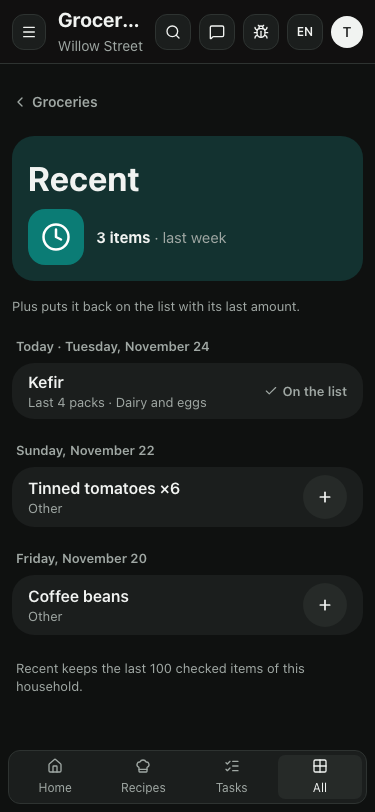 Grocer...
Willow Street
EN
T
Groceries
Recent
3 items · last week
Plus puts it back on the list with its last amount.
Today · Tuesday, November 24
Kefir
Last 4 packs · Dairy and eggs
On the list
Sunday, November 22
Tinned tomatoes ×6
Other
Friday, November 20
Coffee beans
Other
Recent keeps the last 100 checked items of this
household.
Home
Recipes
Tasks
All